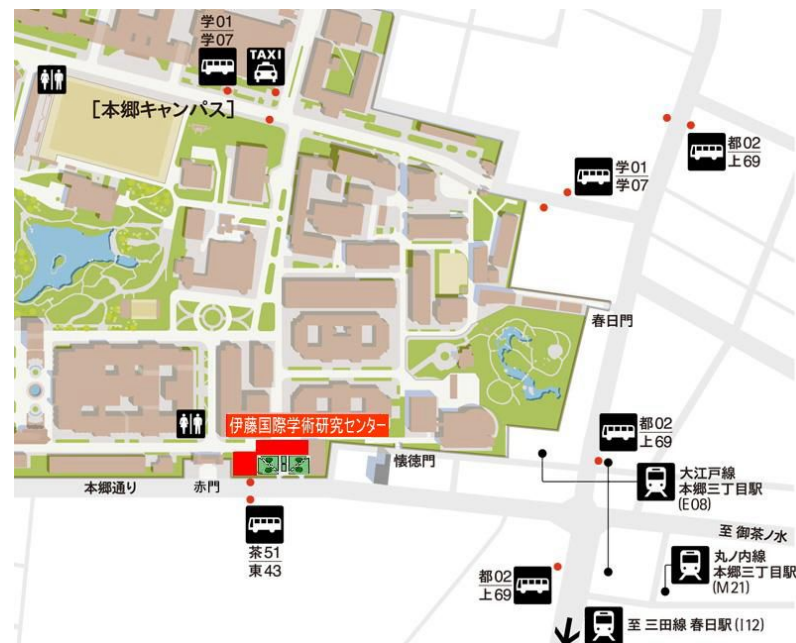 学01
学07
TAXI
[本郷キャンパス]
都02
上69
学01
学07
春日門
伊藤国際学術研究センター
都02
上69
懐徳門
大江戸線
本郷三丁目駅
(E08)
本郷通り
赤門
至 御茶ノ水
茶51
東43
丸ノ内線
本郷三丁目駅
(M21)
都02
上69
至 三田線 春日駅(I12)